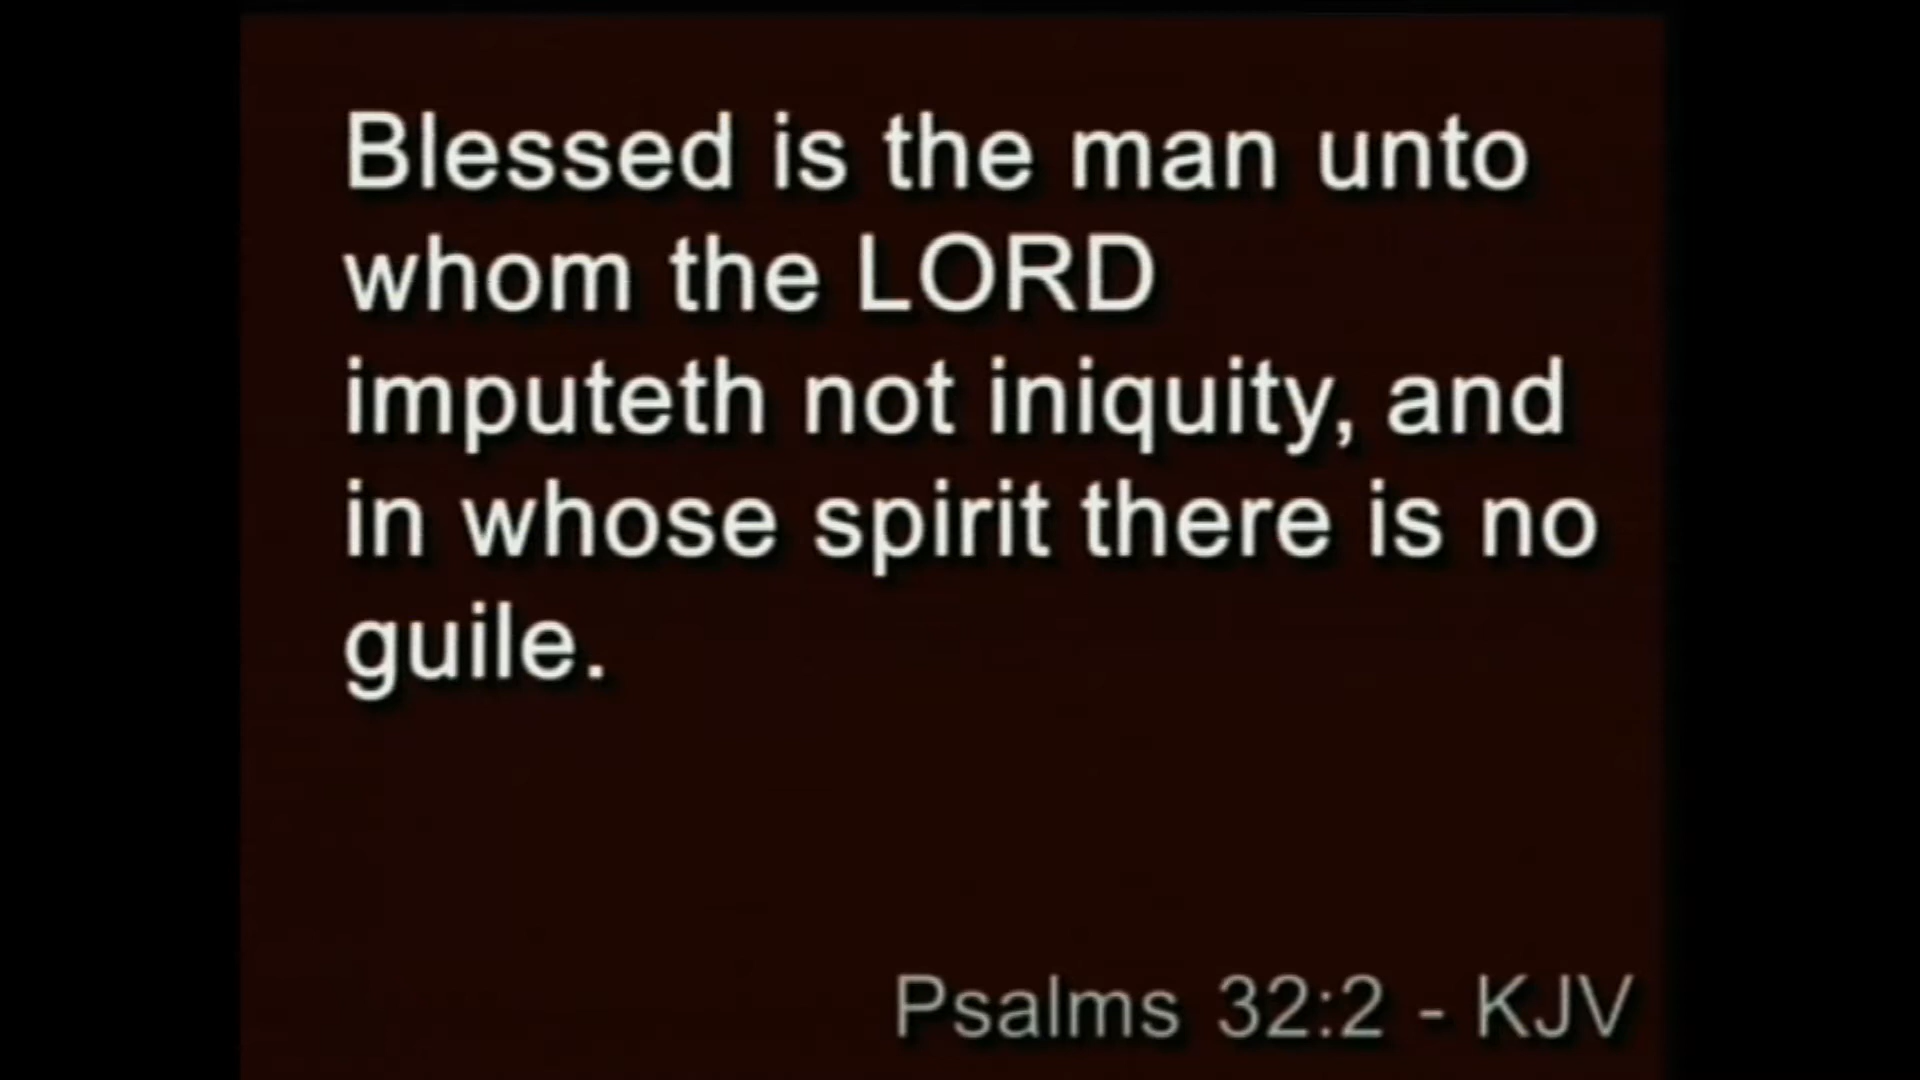 Blessed is the man unto
whom the LORD
imputeth not iniquity, and
in whose spirit there is no
guile.
Psalms 32:2 - KJV